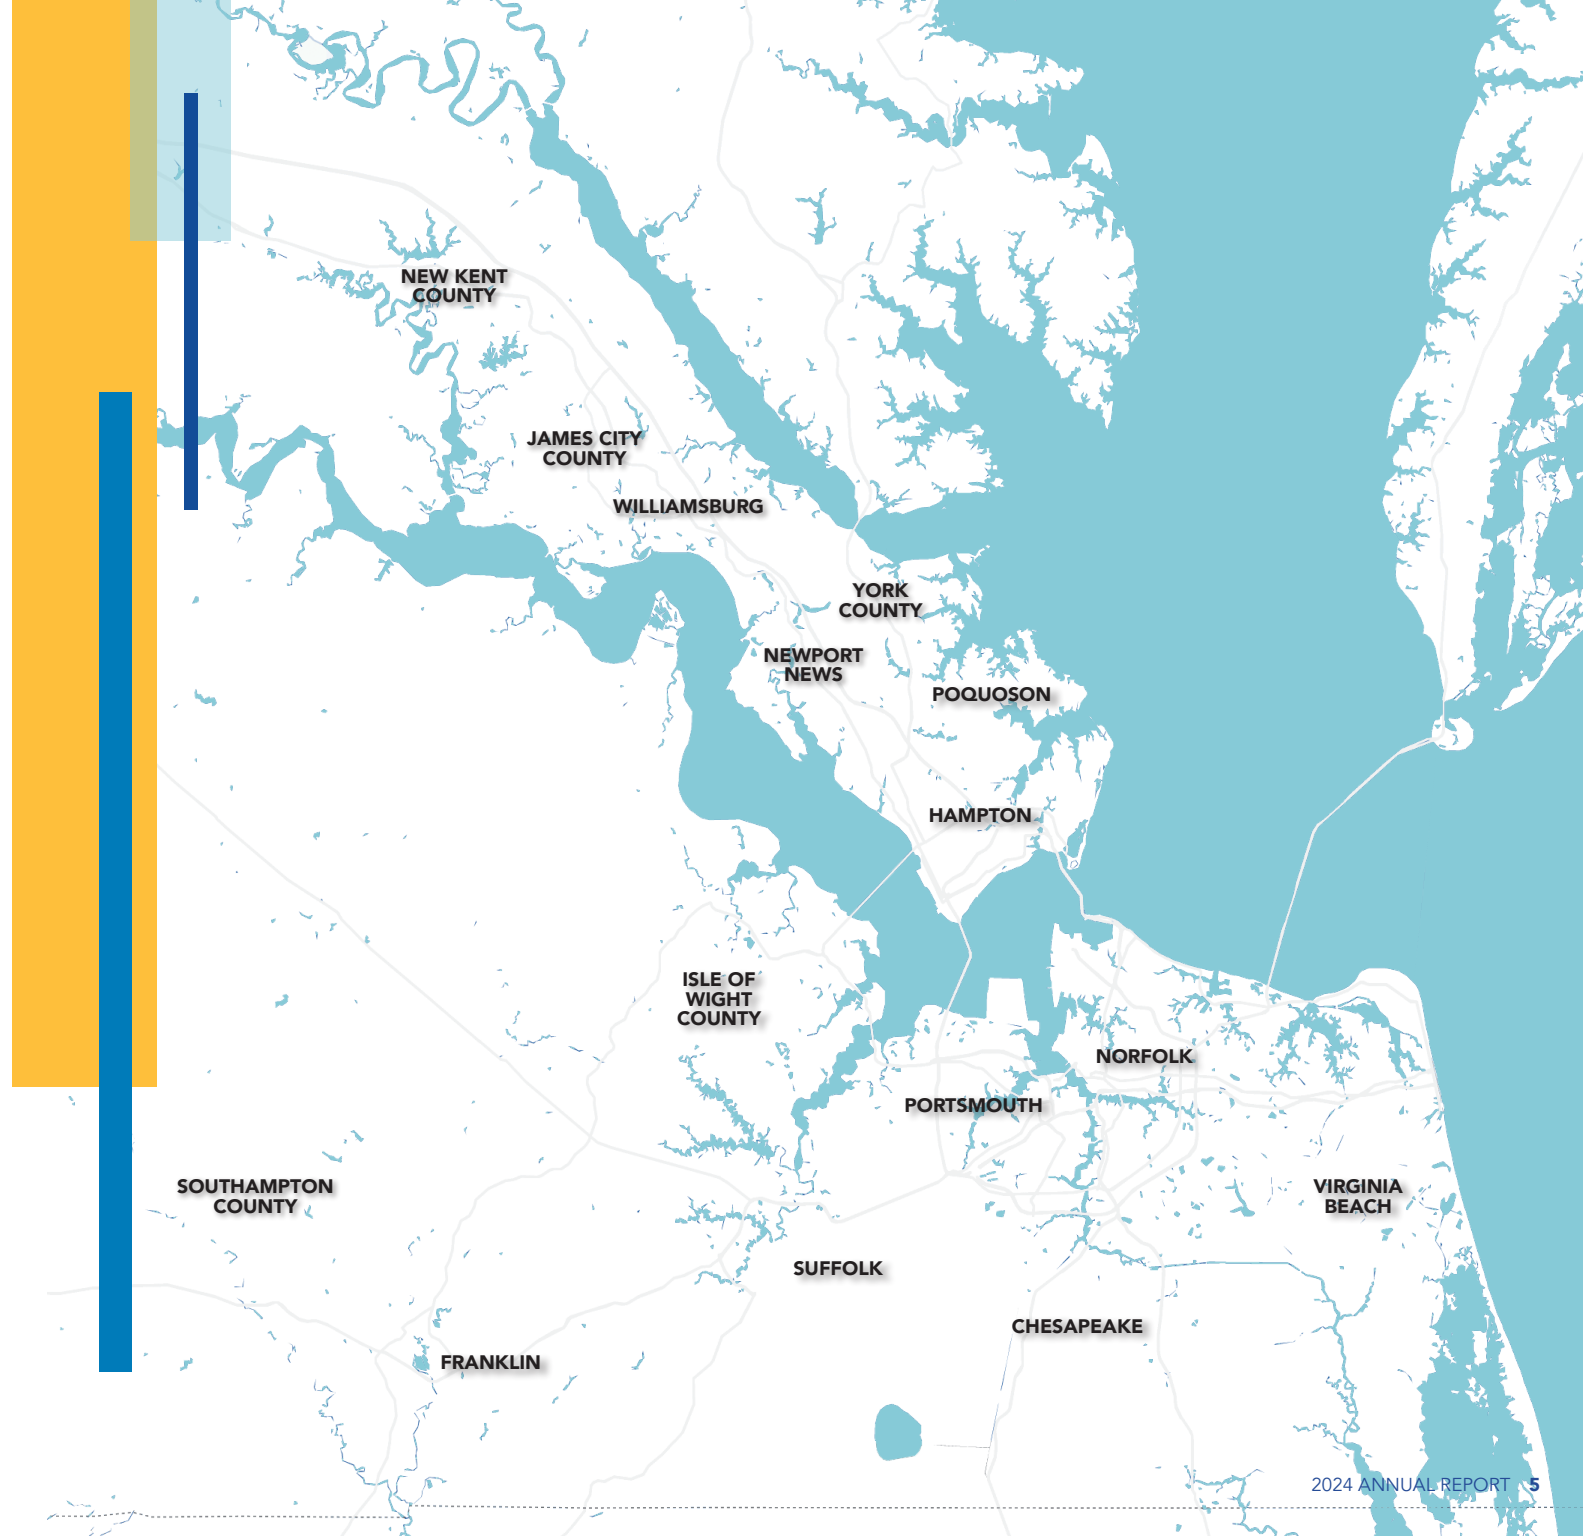 NEW KENT
COUNTY
JAMES CITY
COUNTY
WILLIAMSBURG
YORK
COUNTY
NEWPORT
NEWS
POQUOSON
HAMPTON
ISLE OF
WIGHT
COUNTY
NORFOLK
PORTSMOUTH
SOUTHAMPTON
COUNTY
VIRGINIA
BEACH
SUFFOLK
CHESAPEAKE
FRANKLIN
2024 ANNUAL REPORT 5